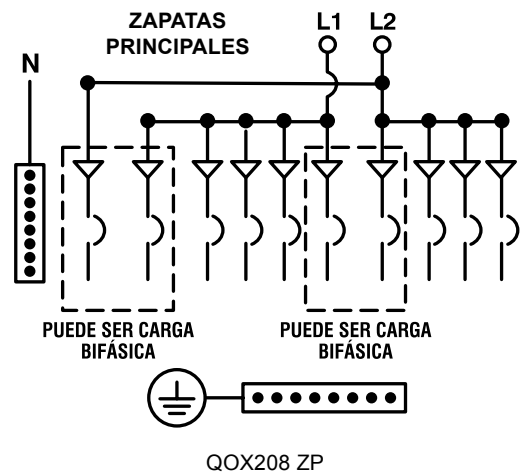 ZAPATAS
PRINCIPALES
L1
L2
N
PUEDE SER CARGA
BIFÁSICA
PUEDE SER CARGA
BIFÁSICA
QOX208 ZP